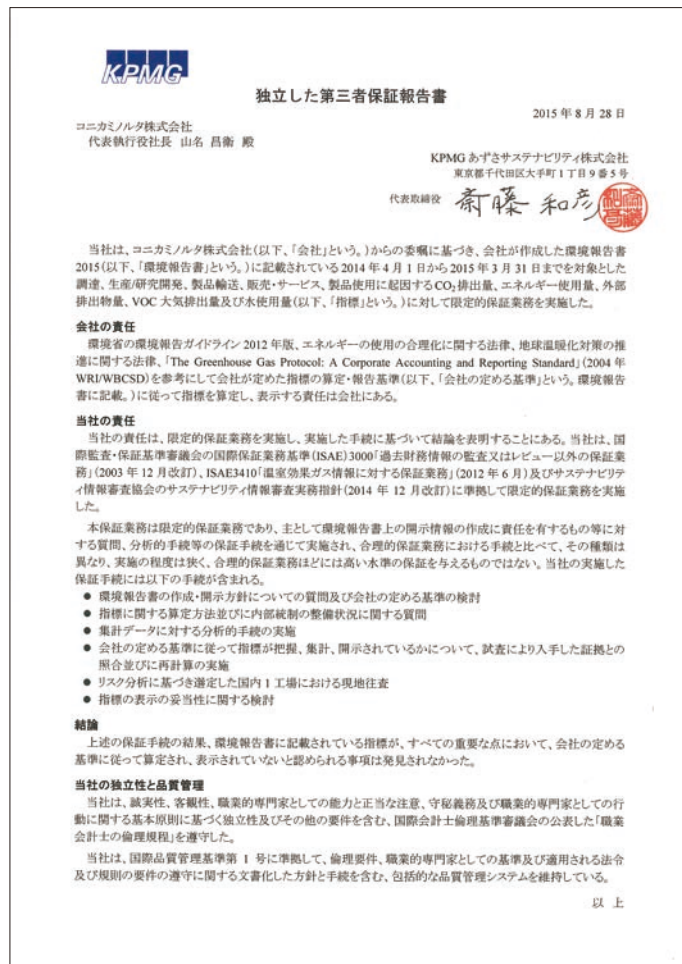 KPMG
独立した第三者保証報告書
2015 年 8 月 28 日
コニカミノルタ株式会社
代表執行役社長 山名 昌衛 殿
KPMG あずさサステナビリティ株式会社
東京都千代田区大手町 1 丁目 9 番 5 号
代表取締役 斎藤 和彦
当社は、コニカミノルタ株式会社(以下、「会社」という。)からの委嘱に基づき、会社が作成した環境報告書
2015(以下、「環境報告書」という。)に記載されている 2014 年 4 月 1 日から 2015 年 3 月 31 日までを対象とした
調達、生産/研究開発、製品輸送、販売・サービス、製品使用に起因するCO₂排出量、エネルギー使用量、外部
排出物量、VOC 大気排出量及び水使用量(以下、「指標」という。)に対して限定的保証業務を実施した。
会社の責任
環境省の環境報告ガイドライン 2012 年版、エネルギーの使用の合理化に関する法律、地球温暖化対策の推
進に関する法律、「The Greenhouse Gas Protocol: A Corporate Accounting and Reporting Standard」(2004 年
WRI/WBCSD)を参考にして会社が定めた指標の算定・報告基準(以下、「会社の定める基準」という。環境報告
書に記載。)に従って指標を算定し、表示する責任は会社にある。
当社の責任
当社の責任は、限定的保証業務を実施し、実施した手続に基づいて結論を表明することにある。当社は、国
際監査・保証基準審議会の国際保証業務基準(ISAE)3000「過去財務情報の監査又はレビュー以外の保証業
務」(2003 年 12 月改訂)、ISAE3410「温室効果ガス情報に対する保証業務」(2012 年 6 月)及びサステナビリテ
ィ情報審査協会のサステナビリティ情報審査実務指針(2014 年 12 月改訂)に準拠して限定的保証業務を実施
した。
本保証業務は限定的保証業務であり、主として環境報告書上の開示情報の作成に責任を有するもの等に対
する質問、分析的手続等の保証手続を通じて実施され、合理的保証業務における手続と比べて、その種類は
異なり、実施の程度は狭く、合理的保証業務ほどには高い水準の保証を与えるものではない。当社の実施した
保証手続には以下の手続が含まれる。
● 環境報告書の作成・開示方針についての質問及び会社の定める基準の検討
● 指標に関する算定方法並びに内部統制の整備状況に関する質問
● 集計データに対する分析的手続の実施
● 会社の定める基準に従って指標が把握、集計、開示されているかについて、試査により入手した証拠との
照合並びに再計算の実施
● リスク分析に基づき選定した国内 1 工場における現地往査
● 指標の表示の妥当性に関する検討
結論
上述の保証手続の結果、環境報告書に記載されている指標が、すべての重要な点において、会社の定める
基準に従って算定され、表示されていないと認められる事項は発見されなかった。
当社の独立性と品質管理
当社は、誠実性、客観性、職業的専門家としての能力と正当な注意、守秘義務及び職業的専門家としての行
動に関する基本原則に基づく独立性及びその他の要件を含む、国際会計士倫理基準審議会の公表した「職業
会計士の倫理規程」を遵守した。
当社は、国際品質管理基準第 1 号に準拠して、倫理要件、職業的専門家としての基準及び適用される法令
及び規則の要件の遵守に関する文書化した方針と手続を含む、包括的な品質管理システムを維持している。
以 上